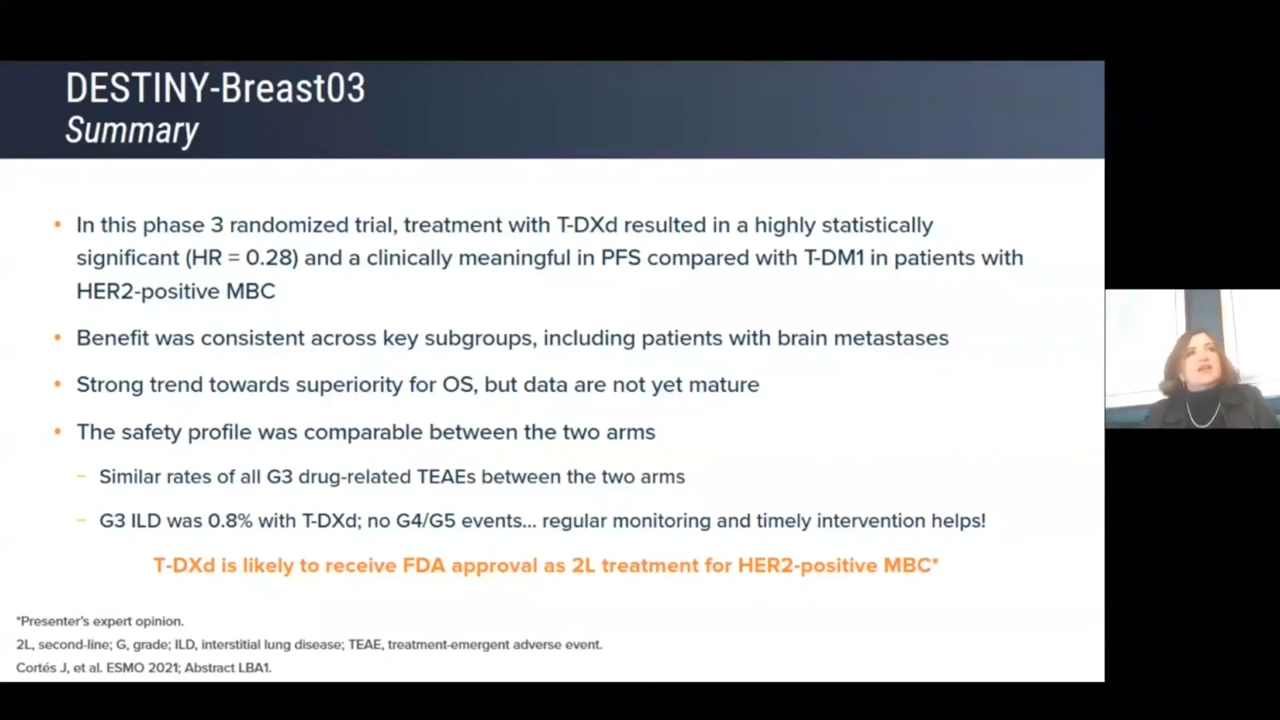 DESTINY-Breast03
Summary
• In this phase 3 randomized trial, treatment with T-DXd resulted in a highly statistically
significant (HR = 0.28) and a clinically meaningful in PFS compared with T-DM1 in patients with
HER2-positive MBC
• Benefit was consistent across key subgroups, including patients with brain metastases
• Strong trend towards superiority for OS, but data are not yet mature
• The safety profile was comparable between the two arms
– Similar rates of all G3 drug-related TEAEs between the two arms
– G3 ILD was 0.8% with T-DXd; no G4/G5 events... regular monitoring and timely intervention helps!
T-DXd is likely to receive FDA approval as 2L treatment for HER2-positive MBC*
*Presenter's expert opinion.
2L, second-line; G, grade; ILD, interstitial lung disease; TEAE, treatment-emergent adverse event.
Cortés J, et al. ESMO 2021; Abstract LBA1.